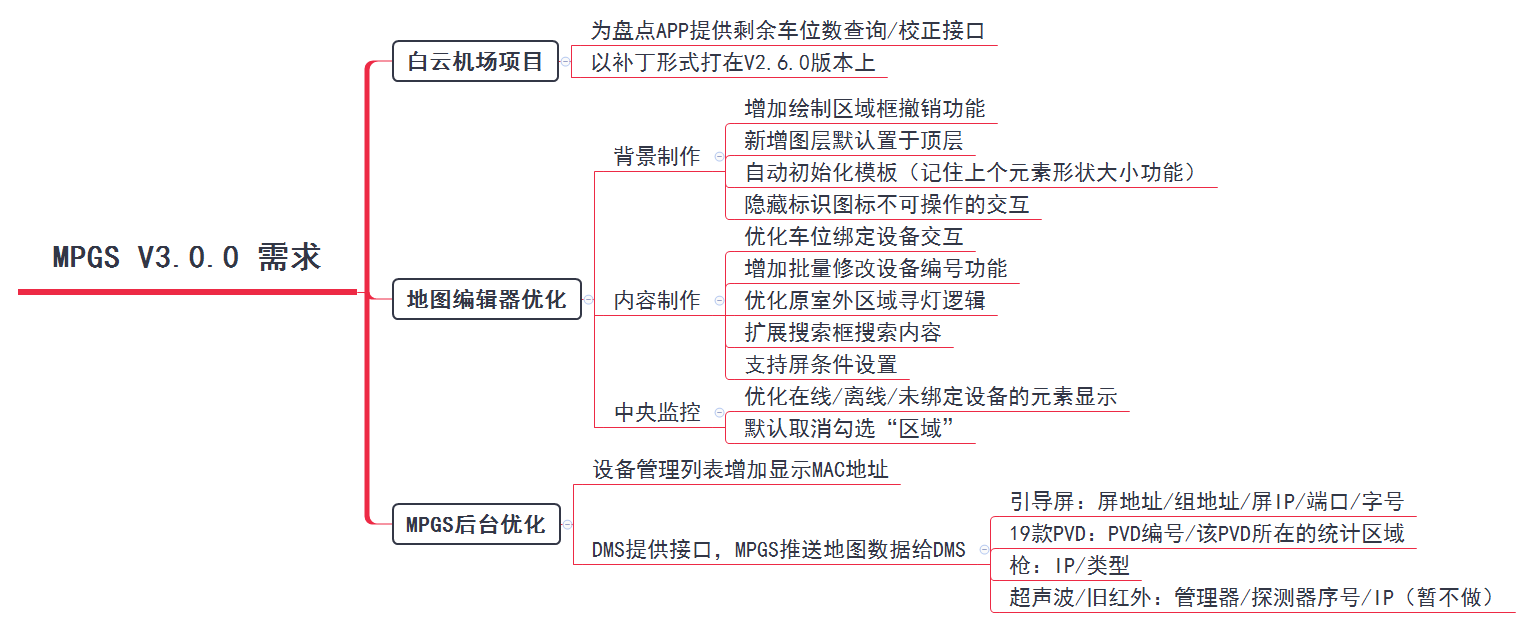 MPGS V3.0.0 需求
白云机场项目
为盘点APP提供剩余车位数查询/校正接口
以补丁形式打在V2.6.0版本上
地图编辑器优化
背景制作
增加绘制区域框撤销功能
新增图层默认置于顶层
自动初始化模板（记住上个元素形状大小功能）
隐藏标识图标不可操作的交互
内容制作
优化车位绑定设备交互
增加批量修改设备编号功能
优化原室外区域寻灯逻辑
扩展搜索框搜索内容
支持屏条件设置
中央监控
优化在线/离线/未绑定设备的元素显示
默认取消勾选“区域”
MPGS后台优化
设备管理列表增加显示MAC地址
DMS提供接口，MPGS推送地图数据给DMS
引导屏：屏地址/组地址/屏IP/端口/字号
19款PVD：PVD编号/该PVD所在的统计区域
枪：IP/类型
超声波/旧红外：管理器/探测器序号/IP（暂不做）